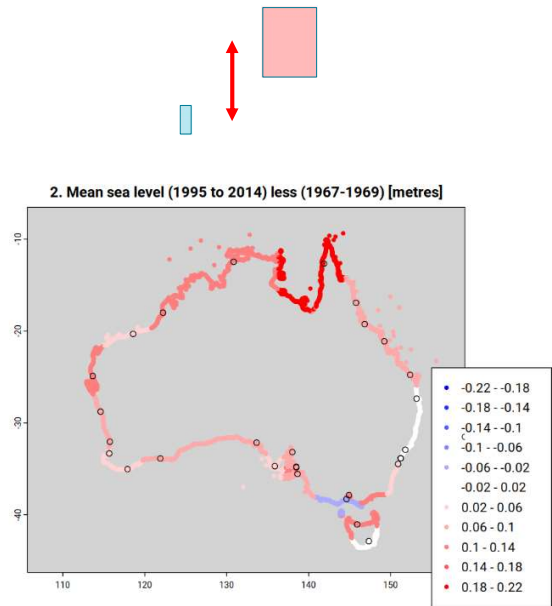 2. Mean sea level (1995 to 2014) less (1967-1969) [metres]
-10
-20
-30
-40
110 120 130 140 150
-0.22 - -0.18
-0.18 - -0.14
-0.14 - -0.1
c
-0.1 - -0.06
-0.06 - -0.02
-0.02 - 0.02
0.02 - 0.06
0.06 - 0.1
0.1 - 0.14
0.14 - 0.18
0.18 - 0.22